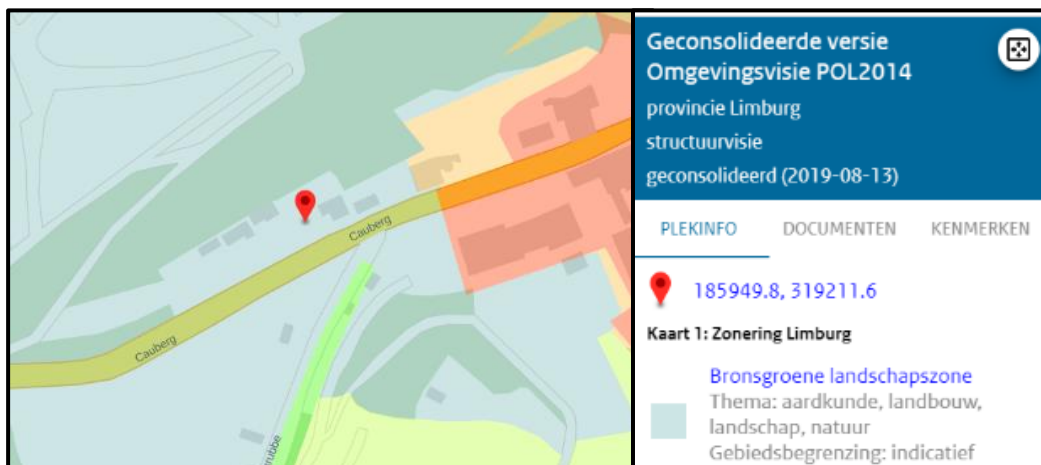 Cauberg
Cauberg
Geconsolideerde versie
Omgevingsvisie POL2014
provincie Limburg
structuurvisie
geconsolideerd (2019-08-13)
PLEKINFO DOCUMENTEN KENMERKEN
185949.8, 319211.6
Kaart 1: Zonering Limburg
Bronsgroene landschapszone
Thema: aardkunde, landbouw,
landschap, natuur
Gebiedsbegrenzing: indicatief